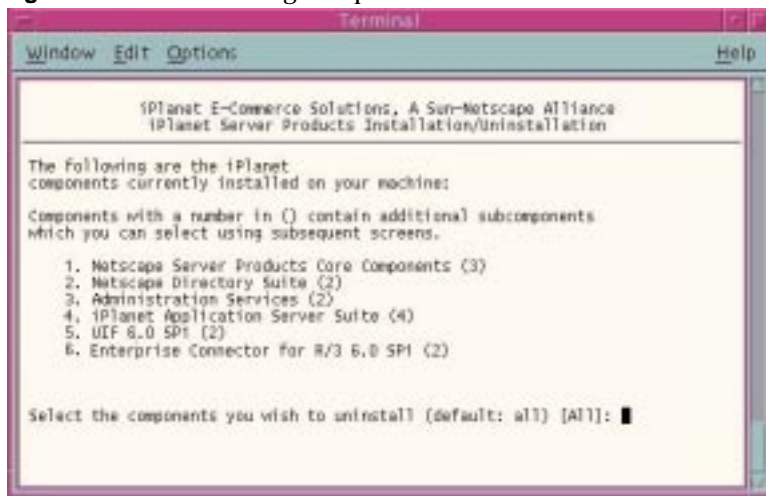 Terminal
Window Edit Options Help
iPlanet E-Commerce Solutions, A Sun-Netscape Alliance
iPlanet Server Products Installation/Uninstallation
The following are the iPlanet
components currently installed on your machine:
Components with a number in () contain additional subcomponents
which you can select using subsequent screens.
1. Netscape Server Products Core Components (3)
2. Netscape Directory Suite (2)
3. Administration Services (2)
4. iPlanet Application Server Suite (4)
5. UIF 6.0 SP1 (2)
6. Enterprise Connector for R/3 6.0 SP1 (2)
Select the components you wish to uninstall (default: all) [All]: